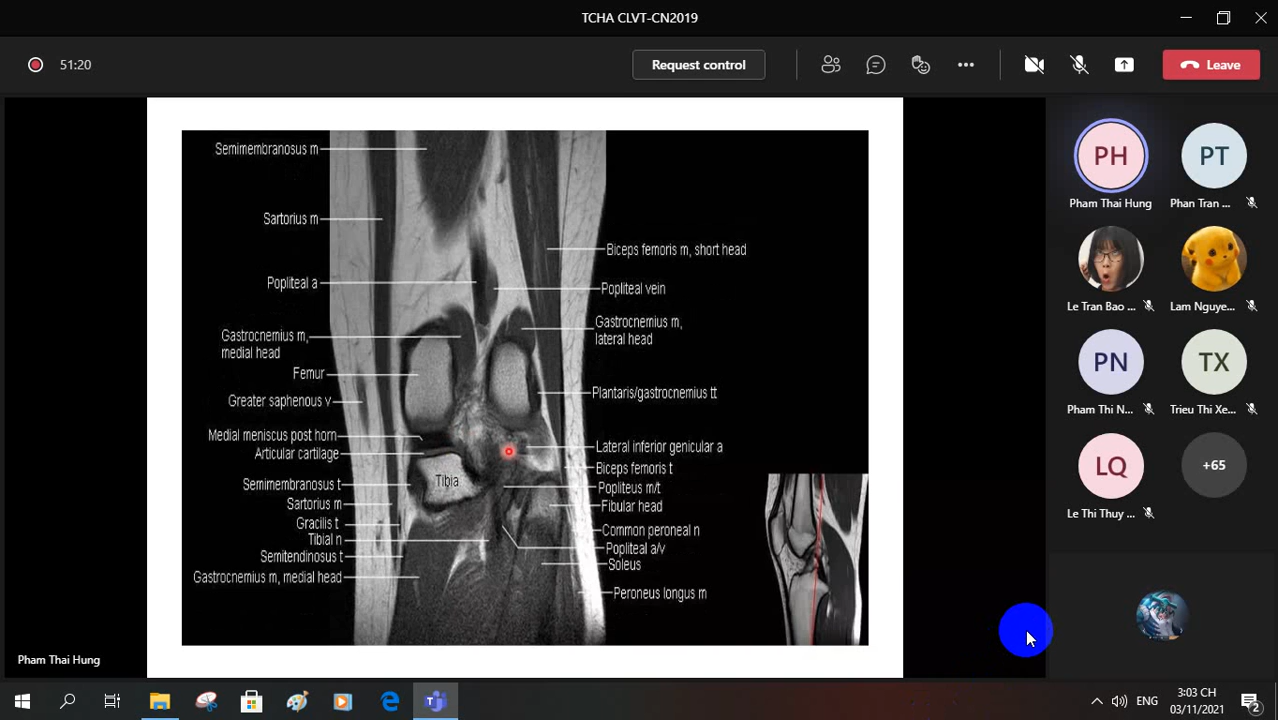 TCHA CLVT-CN2019
51:20
Request control
Leave
Semimembranosus m
Sartorius m
Popliteal a
Gastrocnemius m,
medial head
Femur
Greater saphenous v
Medial meniscus post horn
Articular cartilage
Semimembranosus t
Sartorius m
Gracilis t
Tibial n
Semitendinosus t
Gastrocnemius m, medial head
Tibia
Biceps femoris m, short head
Popliteal vein
Gastrocnemius m,
lateral head
Plantaris/gastrocnemius tt
Lateral inferior genicular a
Biceps femoris t
Popliteus m/t
Fibular head
Common peroneal n
Popliteal a/v
Soleus
Peroneus longus m
Pham Thai Hung
PH
Pham Thai Hung
PT
Phan Tran ...
Le Tran Bao ...
Lam Nguye...
PN
Pham Thi N...
TX
Trieu Thi Xe...
LQ
Le Thi Thuy ...
+65
ENG
3:03 CH
03/11/2021
2